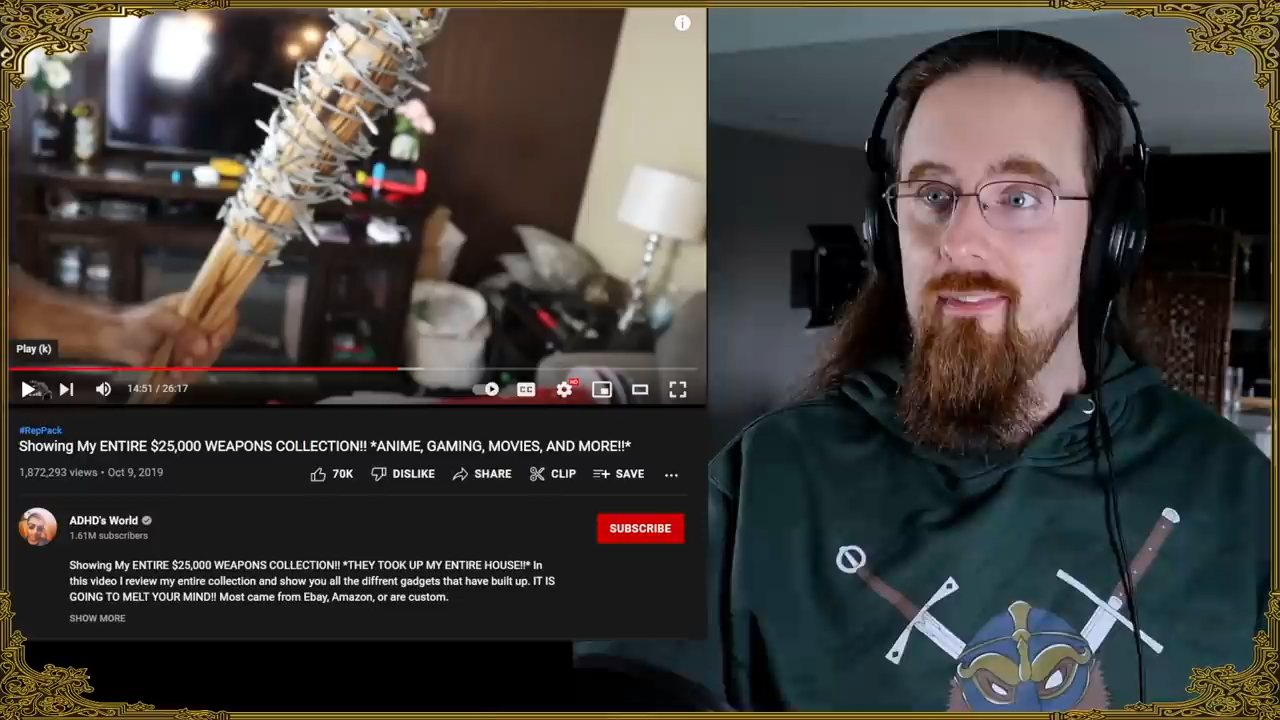 Play (k)
14:51 / 26:17
CC
HD
#RepPack
Showing My ENTIRE $25,000 WEAPONS COLLECTION!! *ANIME, GAMING, MOVIES, AND MORE!!*
1,872,293 views • Oct 9, 2019
70K
DISLIKE
SHARE
CLIP
SAVE
ADHD's World
1.61M subscribers
SUBSCRIBE
Showing My ENTIRE $25,000 WEAPONS COLLECTION!! *THEY TOOK UP MY ENTIRE HOUSE!!* In
this video I review my entire collection and show you all the diffrent gadgets that have built up. IT IS
GOING TO MELT YOUR MIND!! Most came from Ebay, Amazon, or are custom.
SHOW MORE